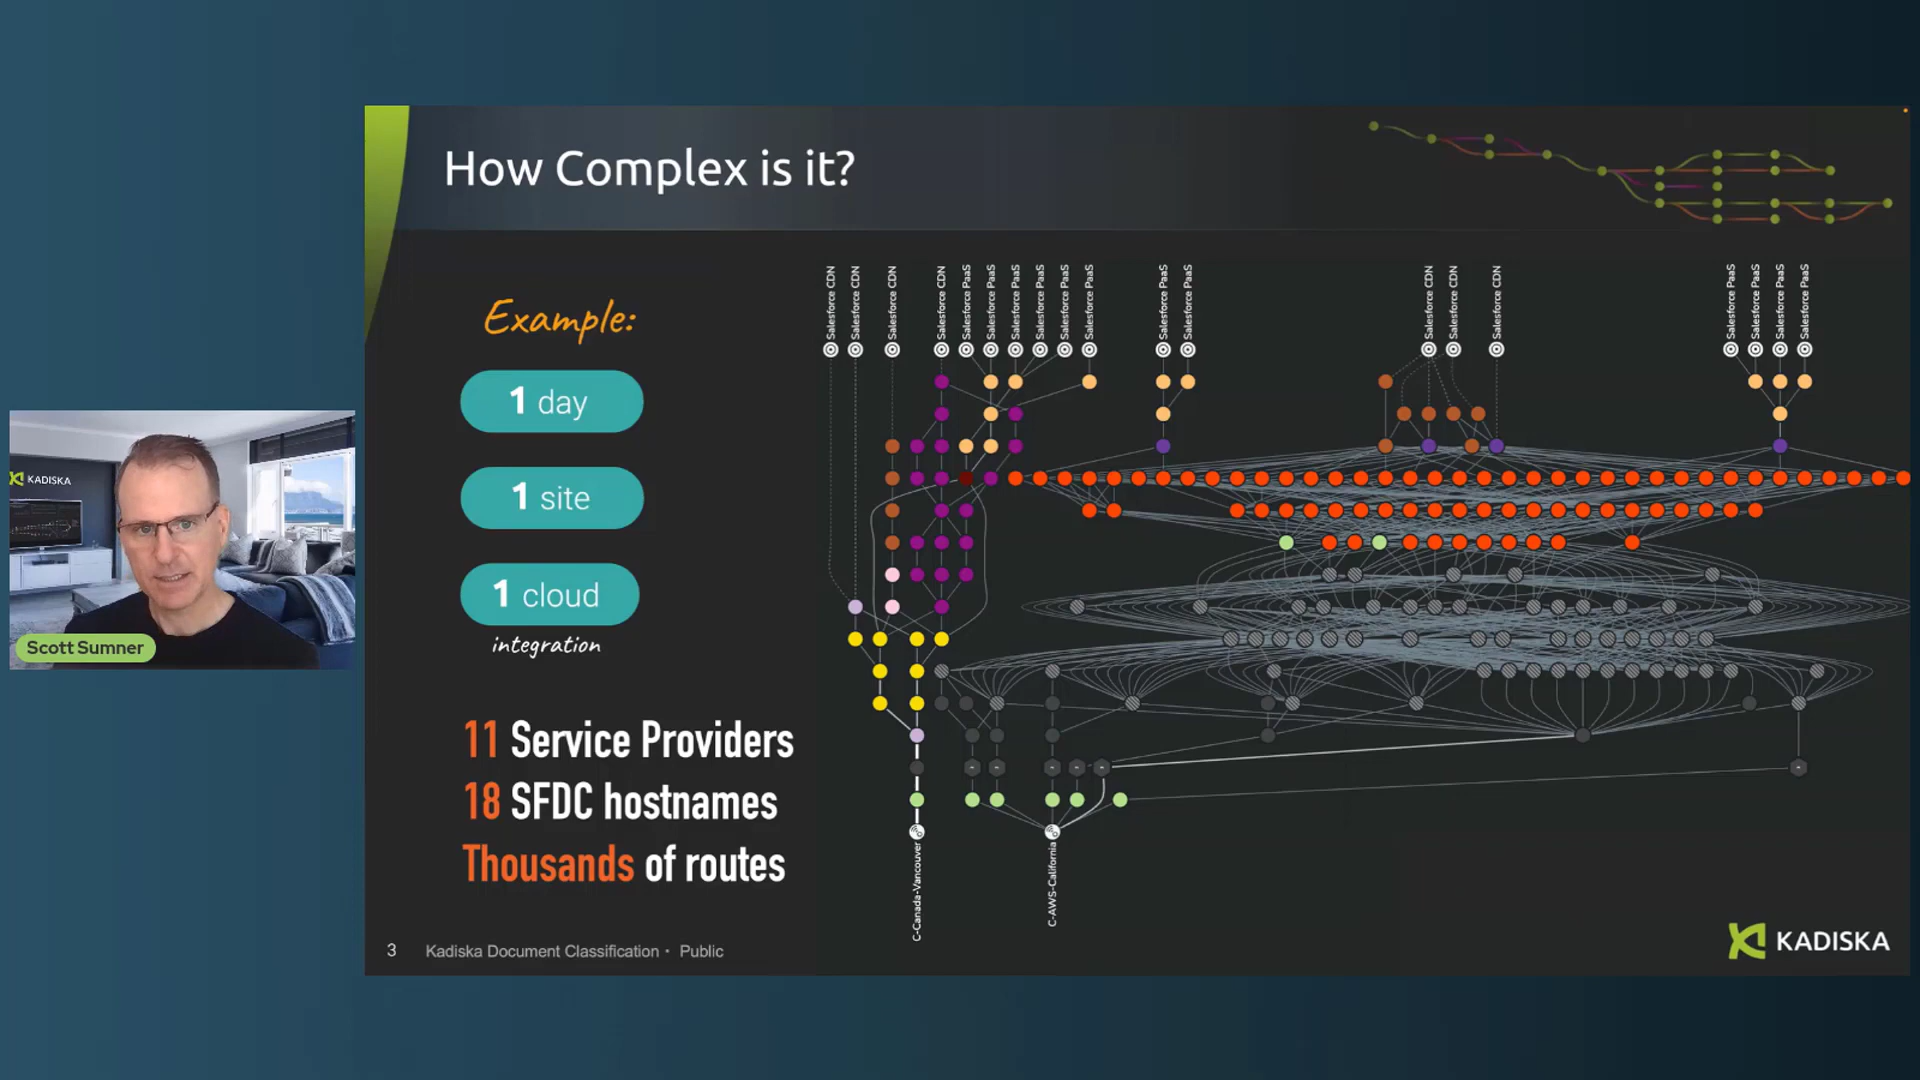 How Complex is it?
Example:
1 day
1 site
1 cloud
integration
11 Service Providers
18 SFDC hostnames
Thousands of routes
Salesforce CDN
Salesforce CDN
Salesforce CDN
Salesforce CDN
Salesforce PaaS
Salesforce PaaS
Salesforce PaaS
Salesforce PaaS
Salesforce PaaS
Salesforce PaaS
Salesforce PaaS
Salesforce PaaS
Salesforce CDN
Salesforce CDN
Salesforce CDN
Salesforce PaaS
Salesforce PaaS
Salesforce PaaS
Salesforce PaaS
C-Canada-Vancouver
C-AWS-California
KADISKA
Scott Sumner
3 Kadiska Document Classification • Public
KADISKA